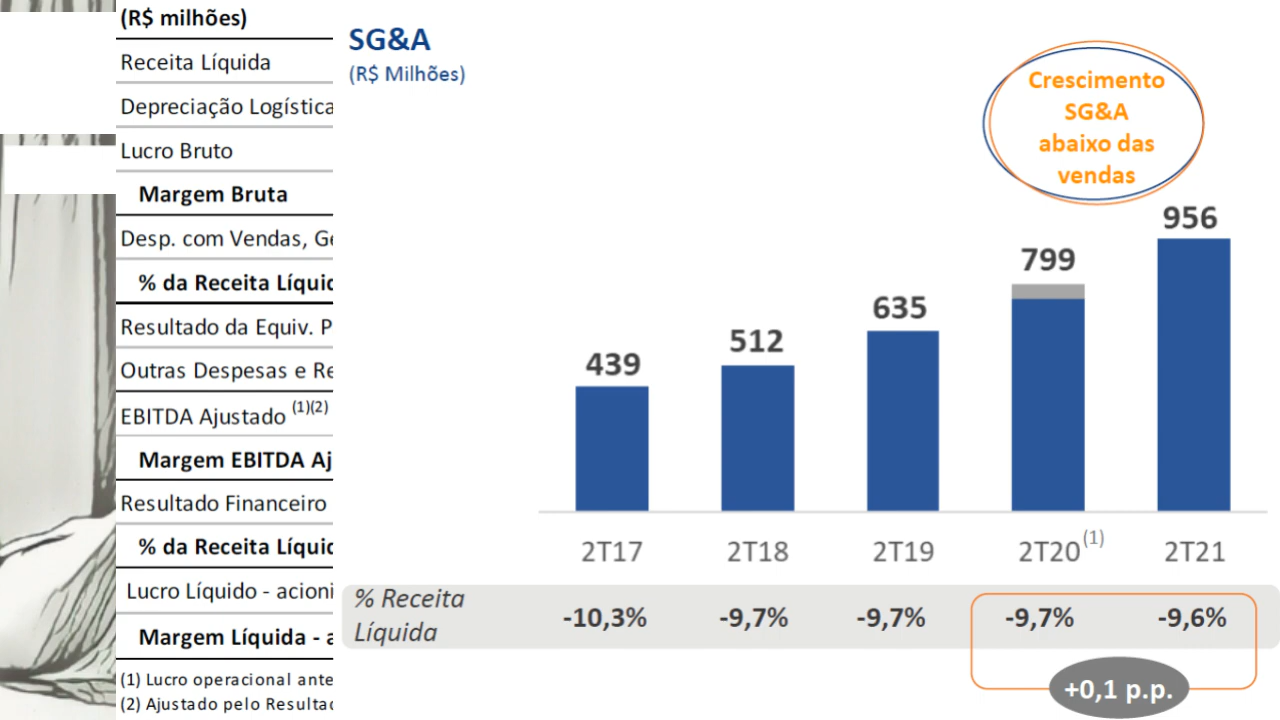 (R$ milhões)
Receita Líquida
Depreciação Logística
Lucro Bruto
Margem Bruta
Desp. com Vendas, Ge
% da Receita Líquid
Resultado da Equiv. P
Outras Despesas e Re
EBITDA Ajustado (1)(2)
Margem EBITDA Aj
Resultado Financeiro
% da Receita Líquid
Lucro Líquido - acioni
Margem Líquida - a
(1) Lucro operacional ante
(2) Ajustado pelo Resultad
SG&A
(R$ Milhões)
Crescimento
SG&A
abaixo das
vendas
439 512 635 799 956
2T17 2T18 2T19 2T20(1) 2T21
% Receita
Líquida
-10,3% -9,7% -9,7% -9,7% -9,6%
+0,1 p.p.